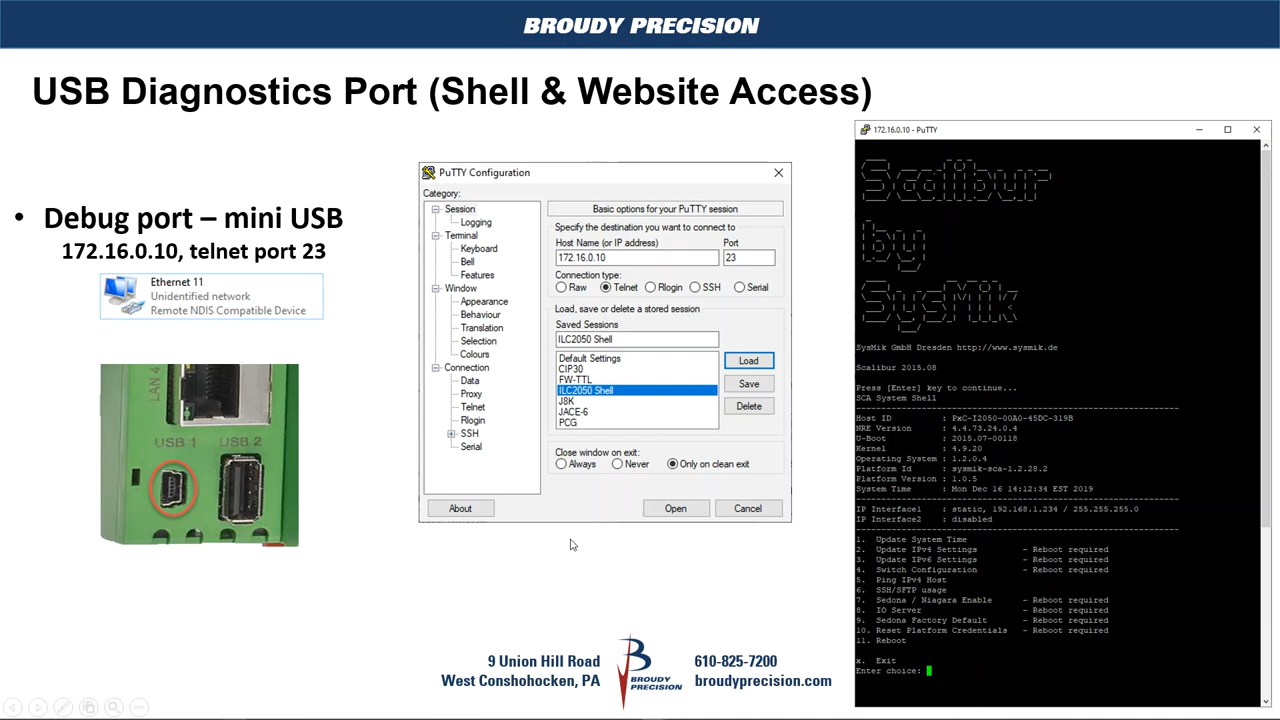 BROUDY PRECISION
USB Diagnostics Port (Shell & Website Access)
• Debug port – mini USB
172.16.0.10, telnet port 23
Ethernet 11
Unidentified network
Remote NDIS Compatible Device
LAN 4
USB 1
USB 2
PuTTY Configuration
Category:
Session
Logging
Terminal
Keyboard
Bell
Features
Window
Appearance
Behaviour
Translation
Selection
Colours
Connection
Data
Proxy
Telnet
Rlogin
SSH
Serial
Basic options for your PuTTY session
Specify the destination you want to connect to
Host Name (or IP address) Port
172.16.0.10 23
Connection type:
Raw Telnet Rlogin SSH Serial
Load, save or delete a stored session
Saved Sessions
ILC2050 Shell
Default Settings
CIP30
FW-TTL
ILC2050 Shell
J8K
JACE-6
PCG
Load
Save
Delete
Close window on exit:
Always Never Only on clean exit
About Open Cancel
172.16.0.10 - PuTTY
Scalibur
by
SysMik
SysMik GmbH Dresden http://www.sysmik.de
Scalibur 2015.08
Press [Enter] key to continue...
SCA System Shell
Host ID : PxC-I2050-00A0-45DC-319B
NRE Version : 4.4.73.24.0.4
U-Boot : 2015.07-00118
Kernel : 4.9.20
Operating System : 1.2.0.4
Platform Id : sysmik-sca-1.2.28.2
Platform Version : 1.0.5
System Time : Mon Dec 16 14:12:34 EST 2019
IP Interface1 : static, 192.168.1.234 / 255.255.255.0
IP Interface2 : disabled
1. Update System Time
2. Update IPv4 Settings - Reboot required
3. Update IPv6 Settings - Reboot required
4. Switch Configuration - Reboot required
5. Ping IPv4 Host
6. SSH/SFTP usage
7. Sedona / Niagara Enable - Reboot required
8. IO Server - Reboot required
9. Sedona Factory Default - Reboot required
10. Reset Platform Credentials - Reboot required
11. Reboot
x. Exit
Enter choice:
9 Union Hill Road
West Conshohocken, PA
B
BROUDY
PRECISION
610-825-7200
broudyprecision.com